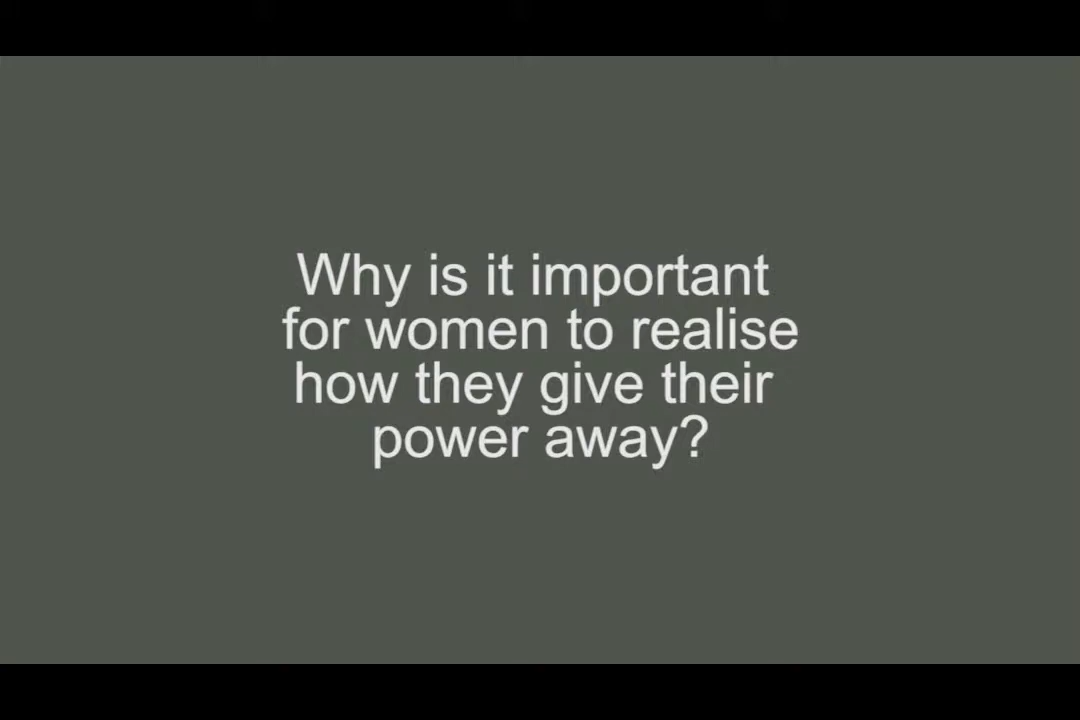 Why is it important
for women to realise
how they give their
power away?